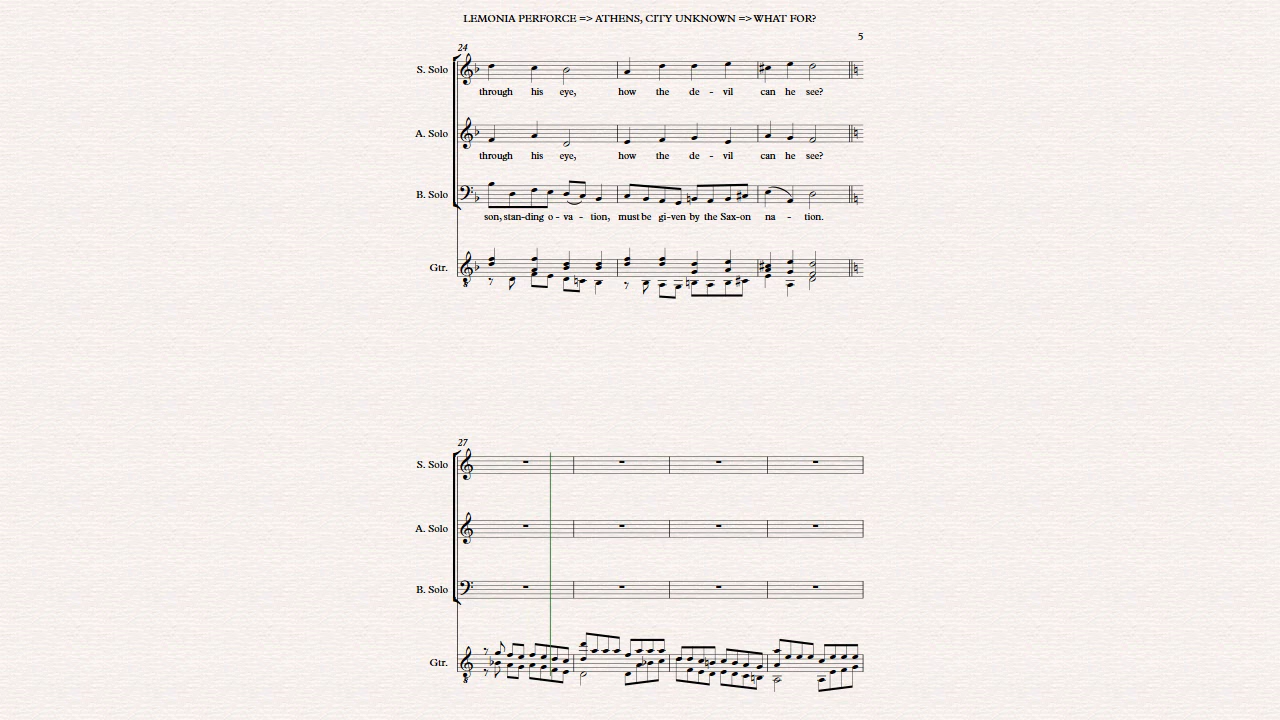 LEMONIA PERFORCE => ATHENS, CITY UNKNOWN => WHAT FOR?
5
24
S. Solo
through his eye, how the de - vil can he see?
A. Solo
through his eye, how the de - vil can he see?
B. Solo
son, stan-ding o - va - tion, must be gi-ven by the Sax-on na - tion.
Gtr.
8
27
S. Solo
A. Solo
B. Solo
Gtr.
8